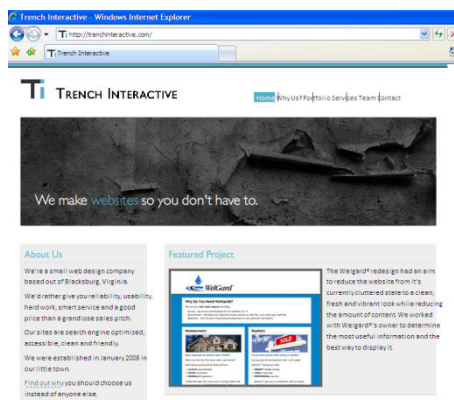 Trench Interactive - Windows Internet Explorer
Ti http://trenchinteractive.com/
Ti Trench Interactive
Ti TRENCH INTERACTIVE
Home Why Us? Portfolio Services Team Contact
We make websites so you don't have to.
About Us
We're a small web design company
based out of Blacksburg, Virginia.
We'd rather give you reliability, usability,
hard work, smart service and a good
price than a grandiose sales pitch.
Our sites are search engine optimized,
accessible, clean and friendly.
We were established in January 2008 in
our little town.
Find out why you should choose us
instead of anyone else.
Featured Project
WelGard
Why Do You Need WelGard?
Homeowners
Realtors
SOLD
The Welgard® redesign had an aim
to reduce the website from it's
currently cluttered state to a clean,
fresh and vibrant look while reducing
the amount of content. We worked
with Welgard®'s owner to determine
the most useful information and the
best way to display it.